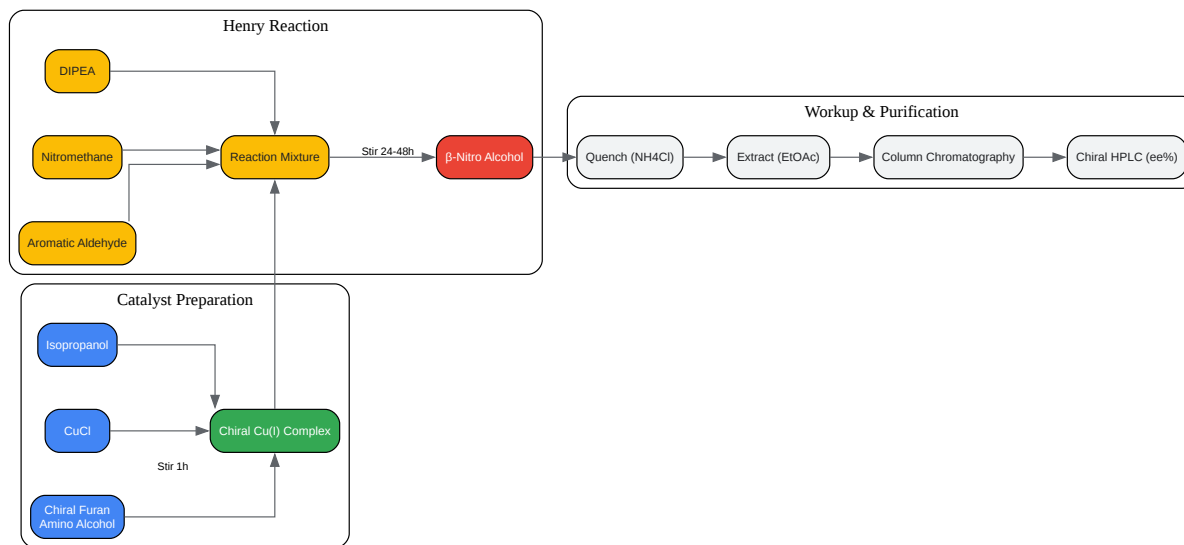 Henry Reaction
DIPEA
Nitromethane
Aromatic Aldehyde
Reaction Mixture
Stir 24-48h
β-Nitro Alcohol
Workup & Purification
Quench (NH4Cl)
Extract (EtOAc)
Column Chromatography
Chiral HPLC (ee%)
Catalyst Preparation
Isopropanol
CuCl
Stir 1h
Chiral Furan
Amino Alcohol
Chiral Cu(I) Complex